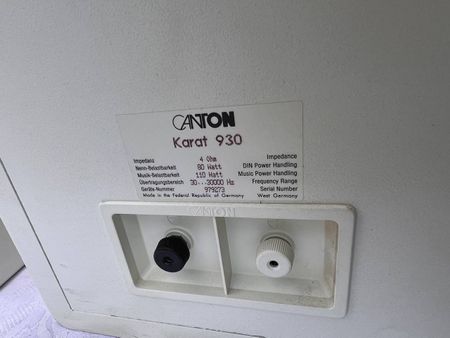 CANTON
Karat 930
Impedanz 4 Ohm Impedance
Nenn-Belastbarkeit 80 Watt DIN Power Handling
Musik-Belastbarkeit 110 Watt Music Power Handling
Übertragungsbereich 30...30000 Hz Frequency Range
Geräte-Nummer 979273 Serial Number
Made in the Federal Republic of Germany West Germany
CANTON